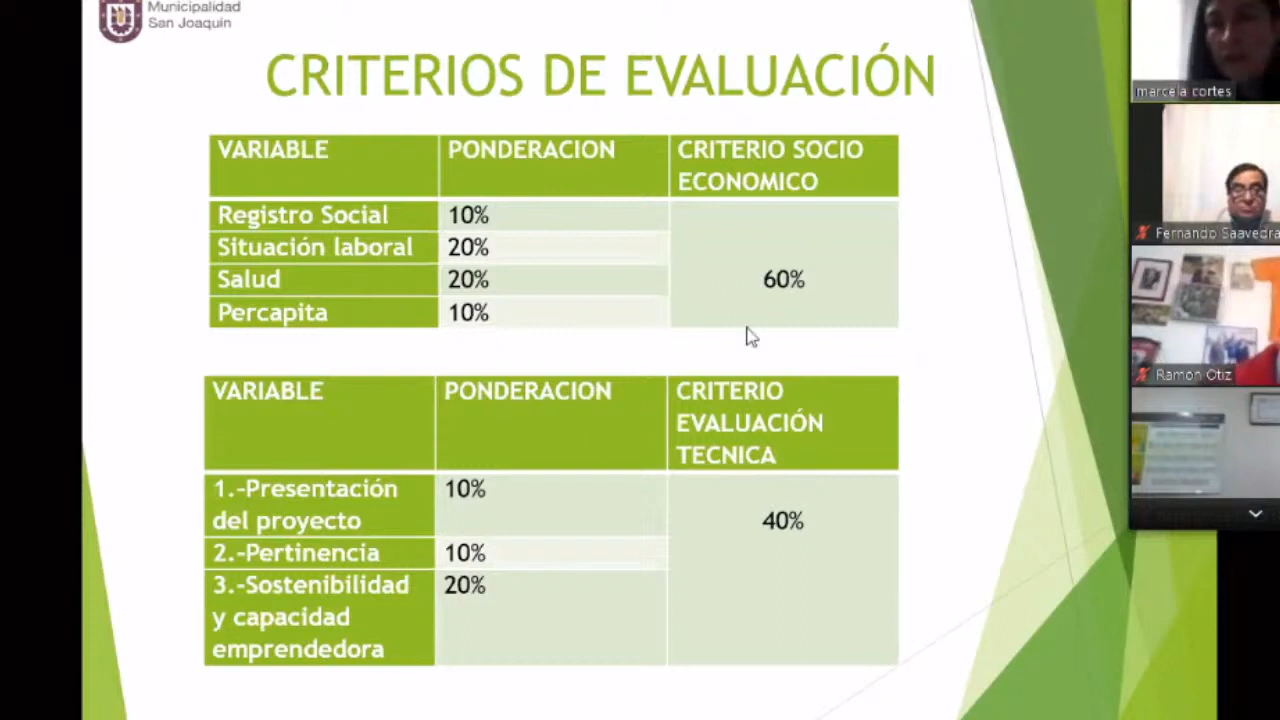 Municipalidad
San Joaquín
CRITERIOS DE EVALUACIÓN
VARIABLE PONDERACION CRITERIO SOCIO
ECONOMICO
Registro Social 10%
Situación laboral 20%
Salud 20% 60%
Percapita 10%
VARIABLE PONDERACION CRITERIO
EVALUACIÓN
TECNICA
1.-Presentación 10%
del proyecto 40%
2.-Pertinencia 10%
3.-Sostenibilidad 20%
y capacidad
emprendedora
marcela cortes
Fernando Saavedra
Ramon Otiz